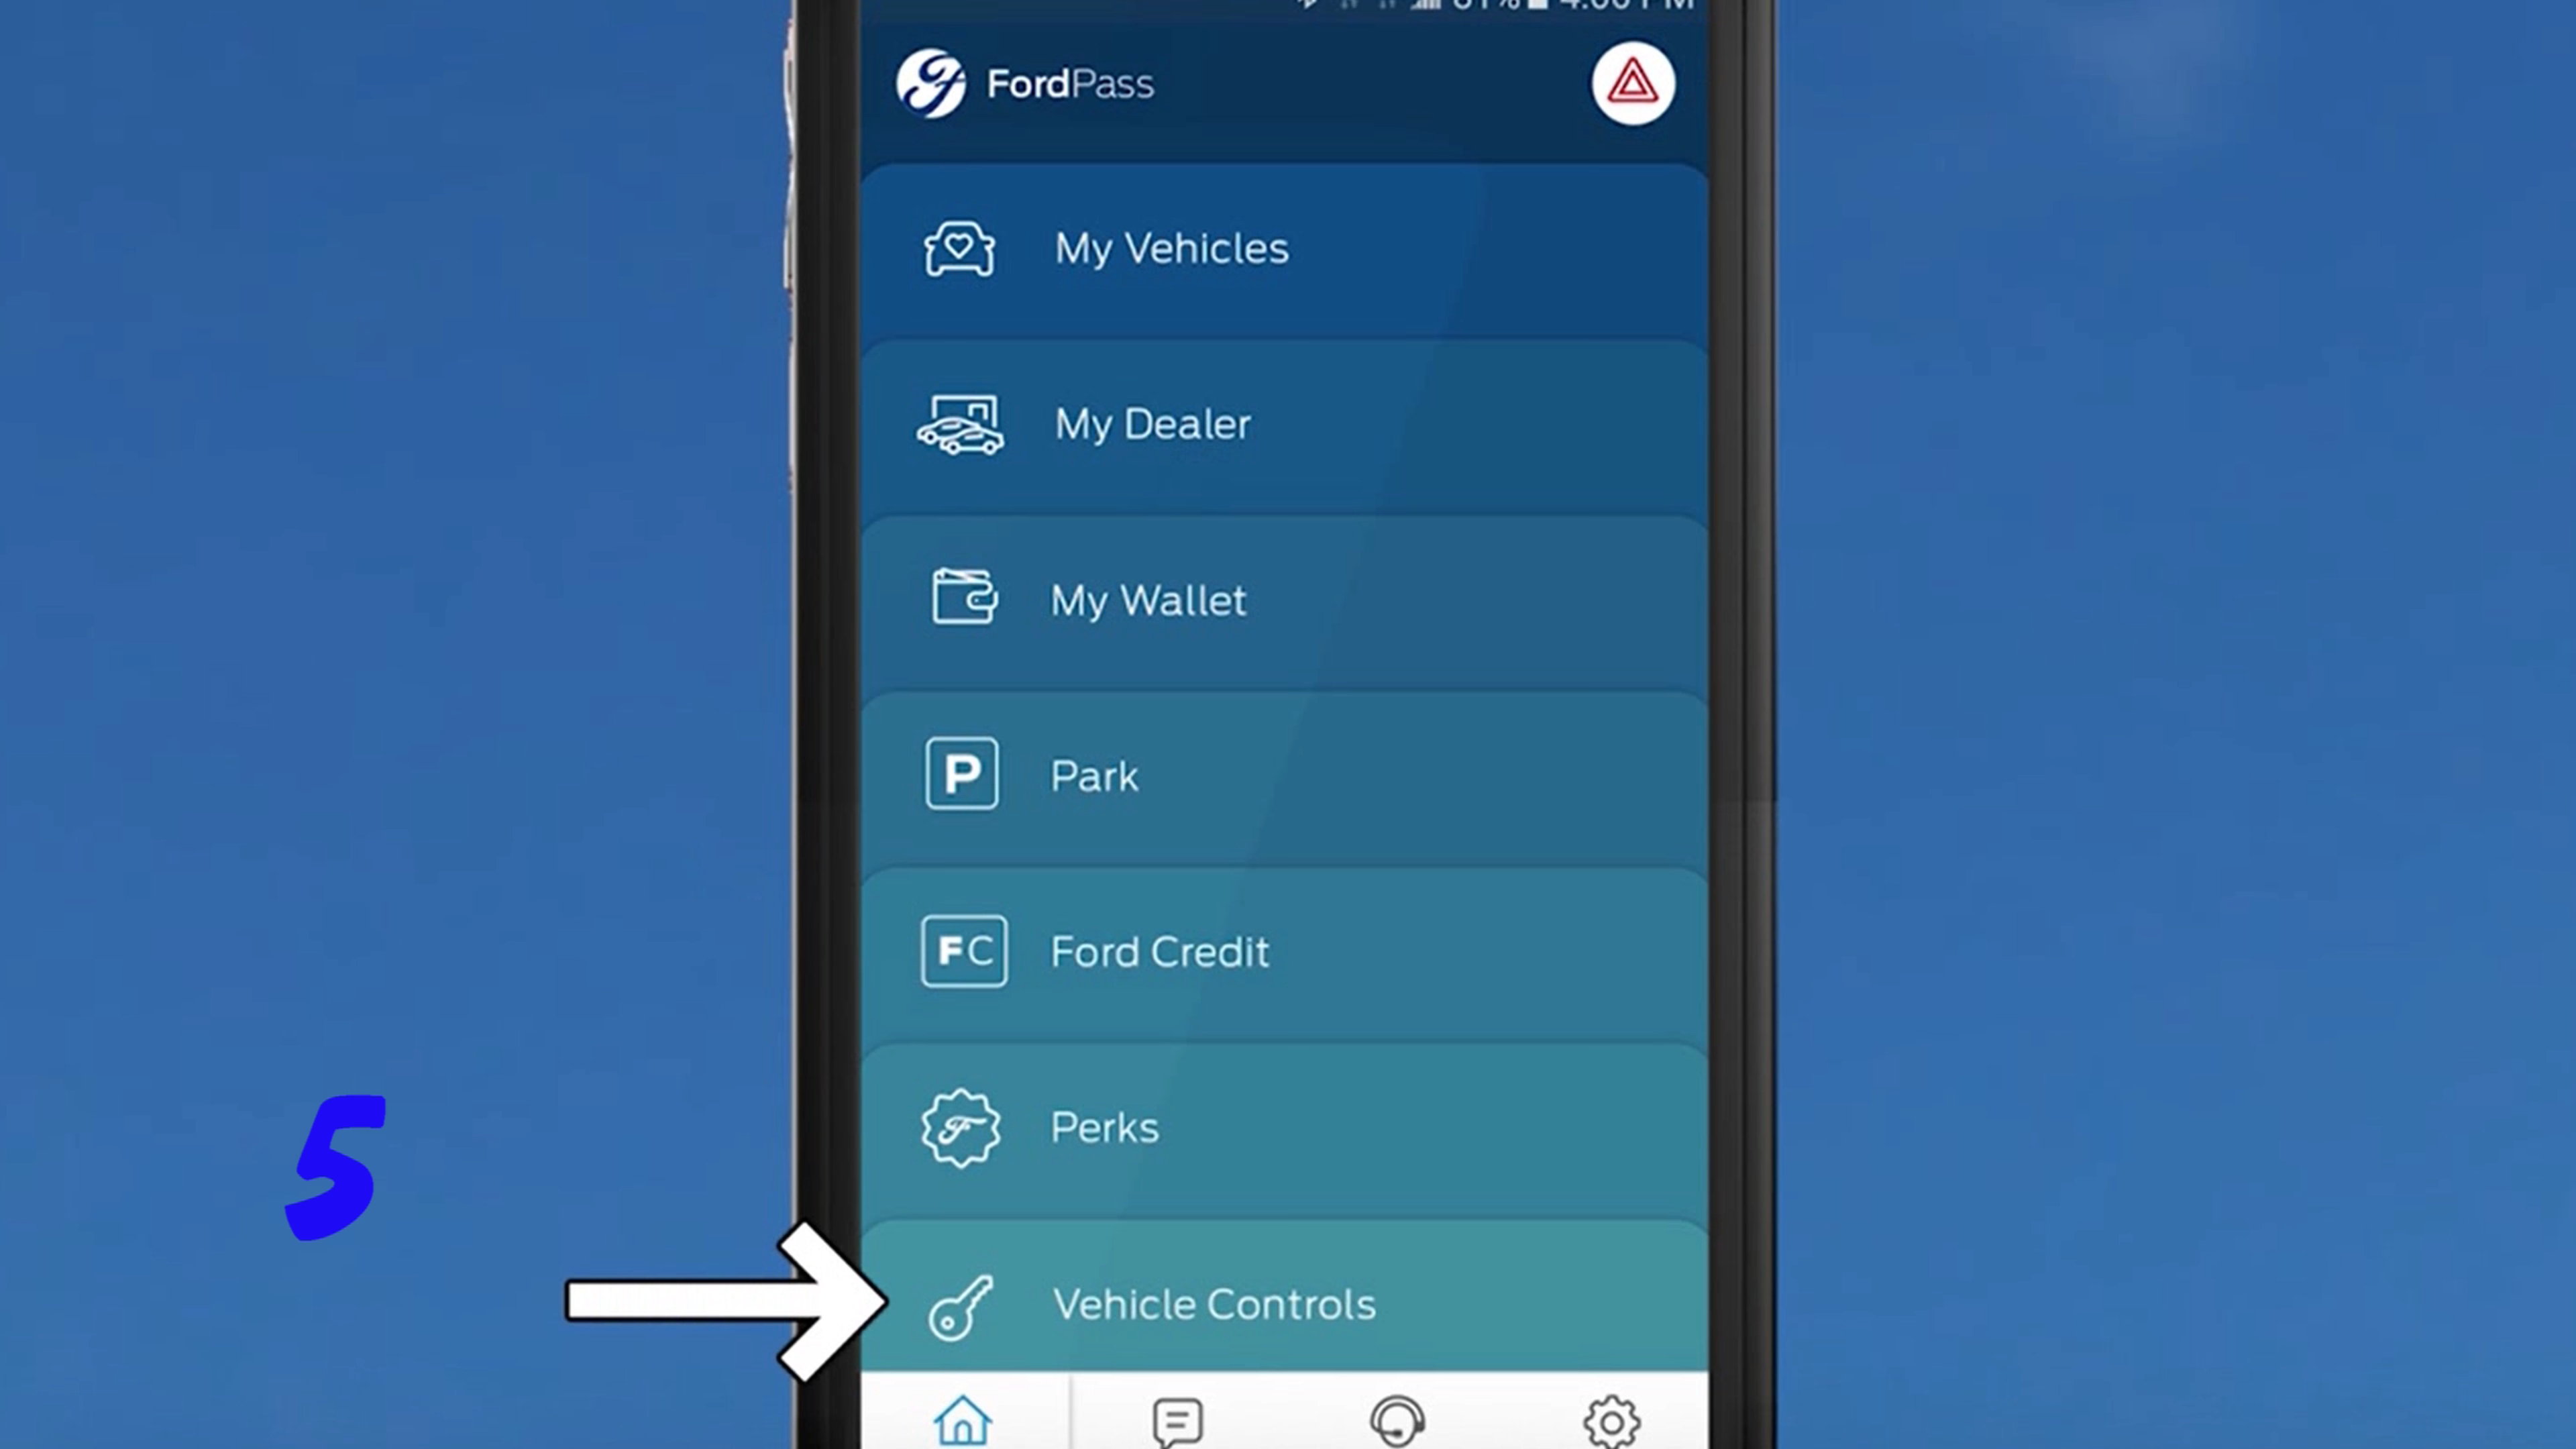 FordPass
My Vehicles
My Dealer
My Wallet
P Park
FC Ford Credit
Perks
5
Vehicle Controls